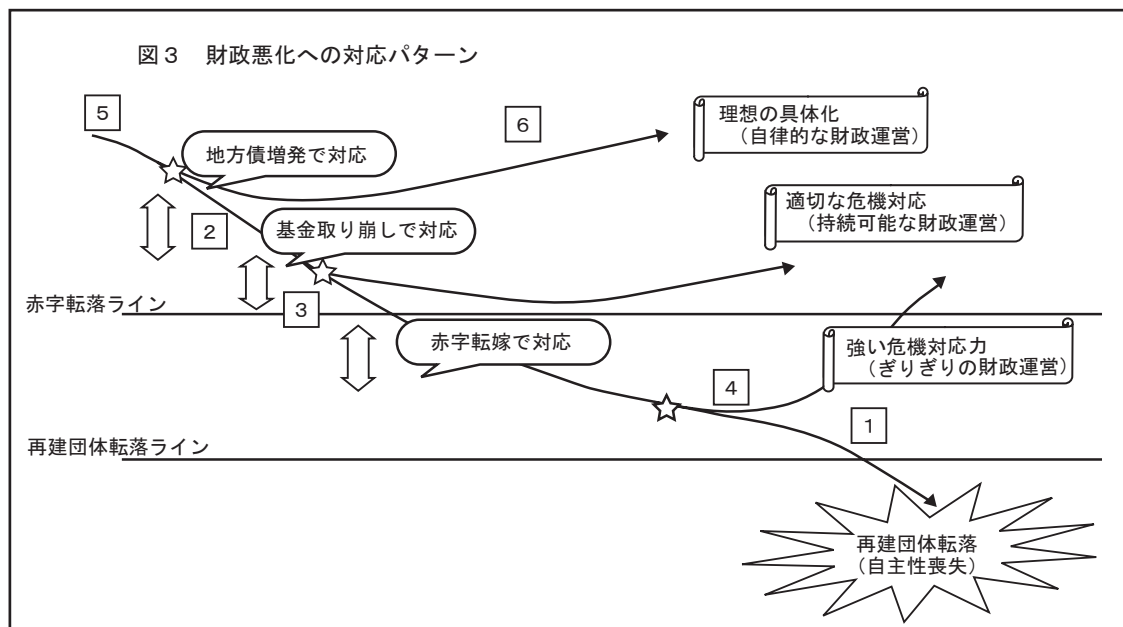 図３　財政悪化への対応パターン
５
６
理想の具体化
（自律的な財政運営）
地方債増発で対応
適切な危機対応
（持続可能な財政運営）
２
基金取り崩しで対応
赤字転落ライン
３
赤字転嫁で対応
強い危機対応力
（ぎりぎりの財政運営）
４
１
再建団体転落ライン
再建団体転落
（自主性喪失）